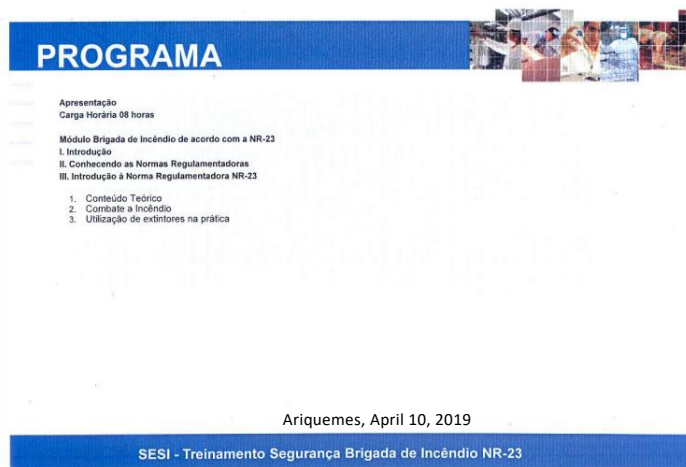 PROGRAMA
Apresentação
Carga Horária 08 horas
Módulo Brigada de Incêndio de acordo com a NR-23
I. Introdução
II. Conhecendo as Normas Regulamentadoras
III. Introdução à Norma Regulamentadora NR-23
1. Conteúdo Teórico
2. Combate a Incêndio
3. Utilização de extintores na prática
Ariquemes, April 10, 2019
SESI - Treinamento Segurança Brigada de Incêndio NR-23